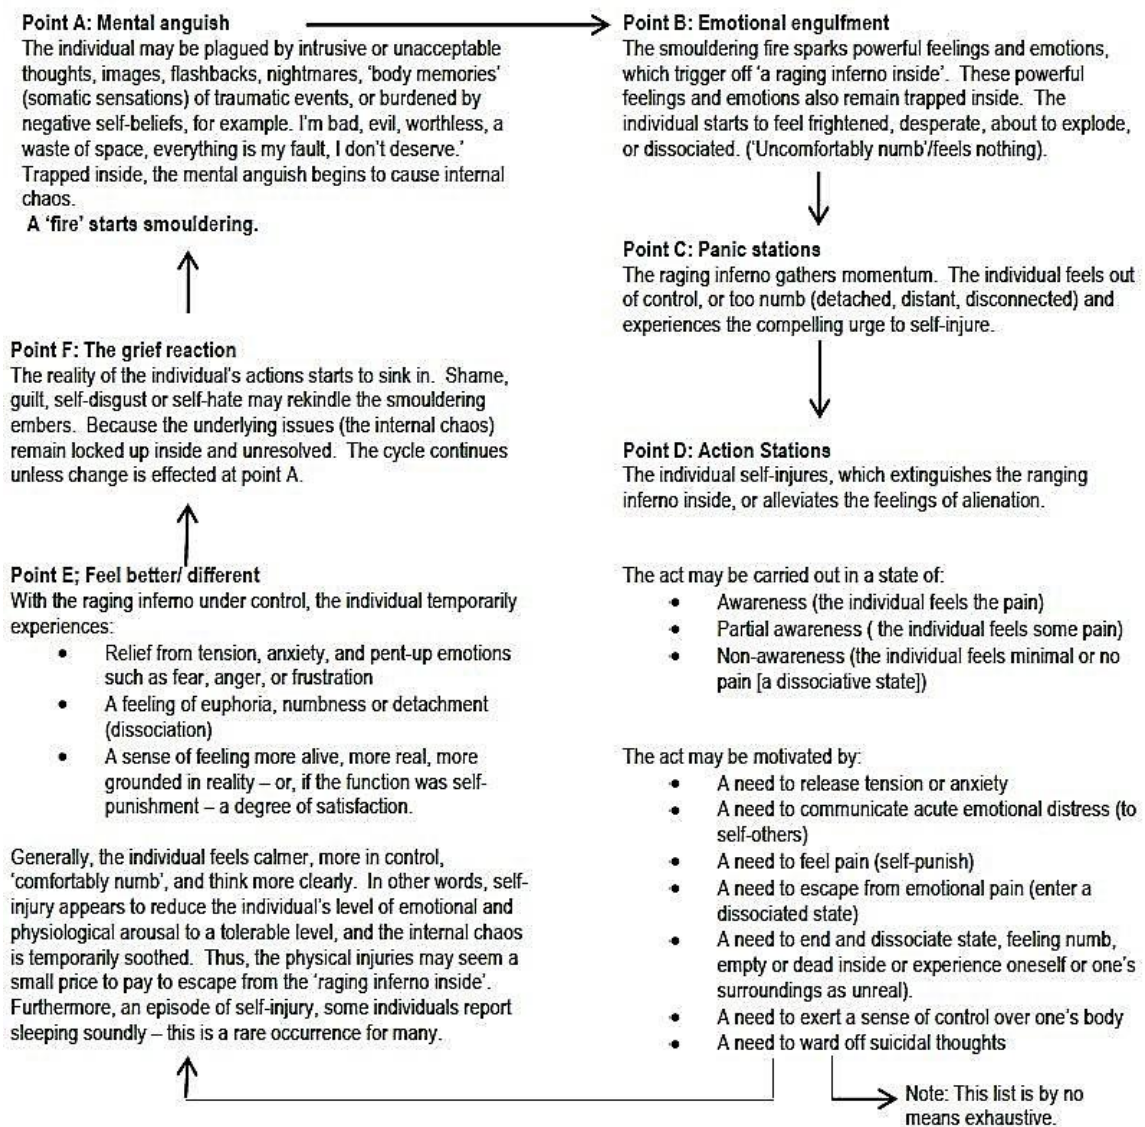 Point A: Mental anguish
The individual may be plagued by intrusive or unacceptable
thoughts, images, flashbacks, nightmares, 'body memories'
(somatic sensations) of traumatic events, or burdened by
negative self-beliefs, for example. I'm bad, evil, worthless, a
waste of space, everything is my fault, I don't deserve.'
Trapped inside, the mental anguish begins to cause internal
chaos.
A 'fire' starts smouldering.
Point B: Emotional engulfment
The smouldering fire sparks powerful feelings and emotions,
which trigger off 'a raging inferno inside'. These powerful
feelings and emotions also remain trapped inside. The
individual starts to feel frightened, desperate, about to explode,
or dissociated. ('Uncomfortably numb'/feels nothing).
Point C: Panic stations
The raging inferno gathers momentum. The individual feels out
of control, or too numb (detached, distant, disconnected) and
experiences the compelling urge to self-injure.
Point D: Action Stations
The individual self-injures, which extinguishes the ranging
inferno inside, or alleviates the feelings of alienation.
The act may be carried out in a state of:
• Awareness (the individual feels the pain)
• Partial awareness ( the individual feels some pain)
• Non-awareness (the individual feels minimal or no
pain [a dissociative state])
The act may be motivated by:
• A need to release tension or anxiety
• A need to communicate acute emotional distress (to
self-others)
• A need to feel pain (self-punish)
• A need to escape from emotional pain (enter a
dissociated state)
• A need to end and dissociate state, feeling numb,
empty or dead inside or experience oneself or one's
surroundings as unreal).
• A need to exert a sense of control over one's body
• A need to ward off suicidal thoughts
Note: This list is by no
means exhaustive.
Point E; Feel better/ different
With the raging inferno under control, the individual temporarily
experiences:
• Relief from tension, anxiety, and pent-up emotions
such as fear, anger, or frustration
• A feeling of euphoria, numbness or detachment
(dissociation)
• A sense of feeling more alive, more real, more
grounded in reality – or, if the function was self-
punishment – a degree of satisfaction.
Generally, the individual feels calmer, more in control,
'comfortably numb', and think more clearly. In other words, self-
injury appears to reduce the individual's level of emotional and
physiological arousal to a tolerable level, and the internal chaos
is temporarily soothed. Thus, the physical injuries may seem a
small price to pay to escape from the 'raging inferno inside'.
Furthermore, an episode of self-injury, some individuals report
sleeping soundly – this is a rare occurrence for many.
Point F: The grief reaction
The reality of the individual's actions starts to sink in. Shame,
guilt, self-disgust or self-hate may rekindle the smouldering
embers. Because the underlying issues (the internal chaos)
remain locked up inside and unresolved. The cycle continues
unless change is effected at point A.